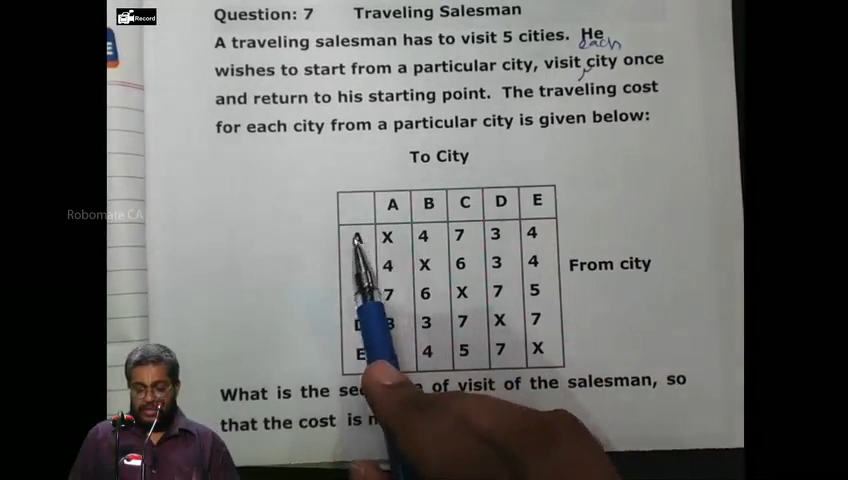 Record
Question: 7 Traveling Salesman
A traveling salesman has to visit 5 cities. He
each
wishes to start from a particular city, visit city once
and return to his starting point. The traveling cost
for each city from a particular city is given below:
To City
A B C D E
A X 4 7 3 4
4 X 6 3 4 From city
7 6 X 7 5
3 7 X 7
E 4 5 7 X
What is the of visit of the salesman, so
that the cost is
Robomate CA